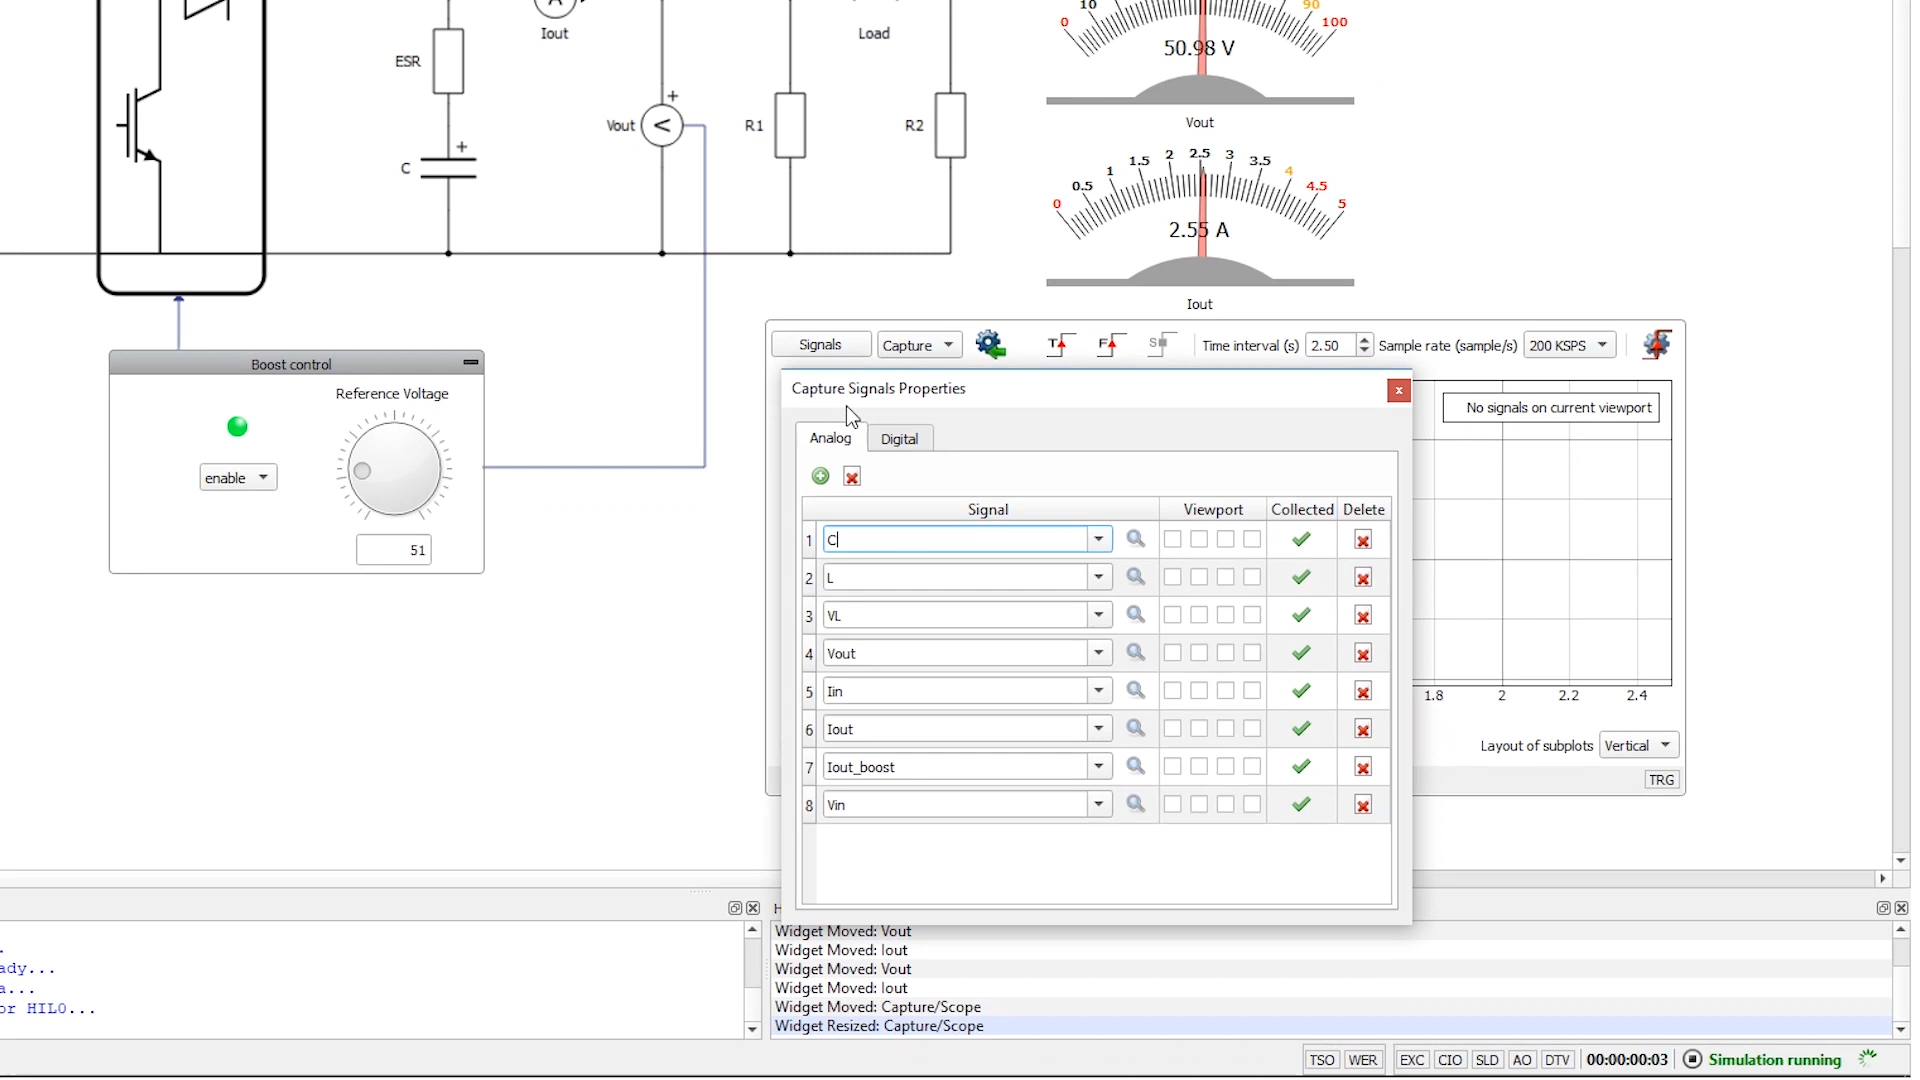 A
Iout
ESR
+
C
Vout
+
<
R1
Load
R2
0
10
90
100
50.98 V
Vout
0
0.5
1
1.5
2
2.5
3
3.5
4
4.5
5
2.55 A
Iout
Boost control
Reference Voltage
enable
51
Signals
Capture
T
F
S
Time interval (s)
2.50
Sample rate (sample/s)
200 KSPS
Capture Signals Properties
x
Analog
Digital
No signals on current viewport
Signal
Viewport
Collected
Delete
1
C
2
L
3
VL
4
Vout
5
Iin
6
Iout
7
Iout_boost
8
Vin
1.8
2
2.2
2.4
Layout of subplots
Vertical
TRG
ady...
a...
or HIL0...
H
Widget Moved: Vout
Widget Moved: Iout
Widget Moved: Vout
Widget Moved: Iout
Widget Moved: Capture/Scope
Widget Resized: Capture/Scope
TSO
WER
EXC
CIO
SLD
AO
DTV
00:00:00:03
Simulation running